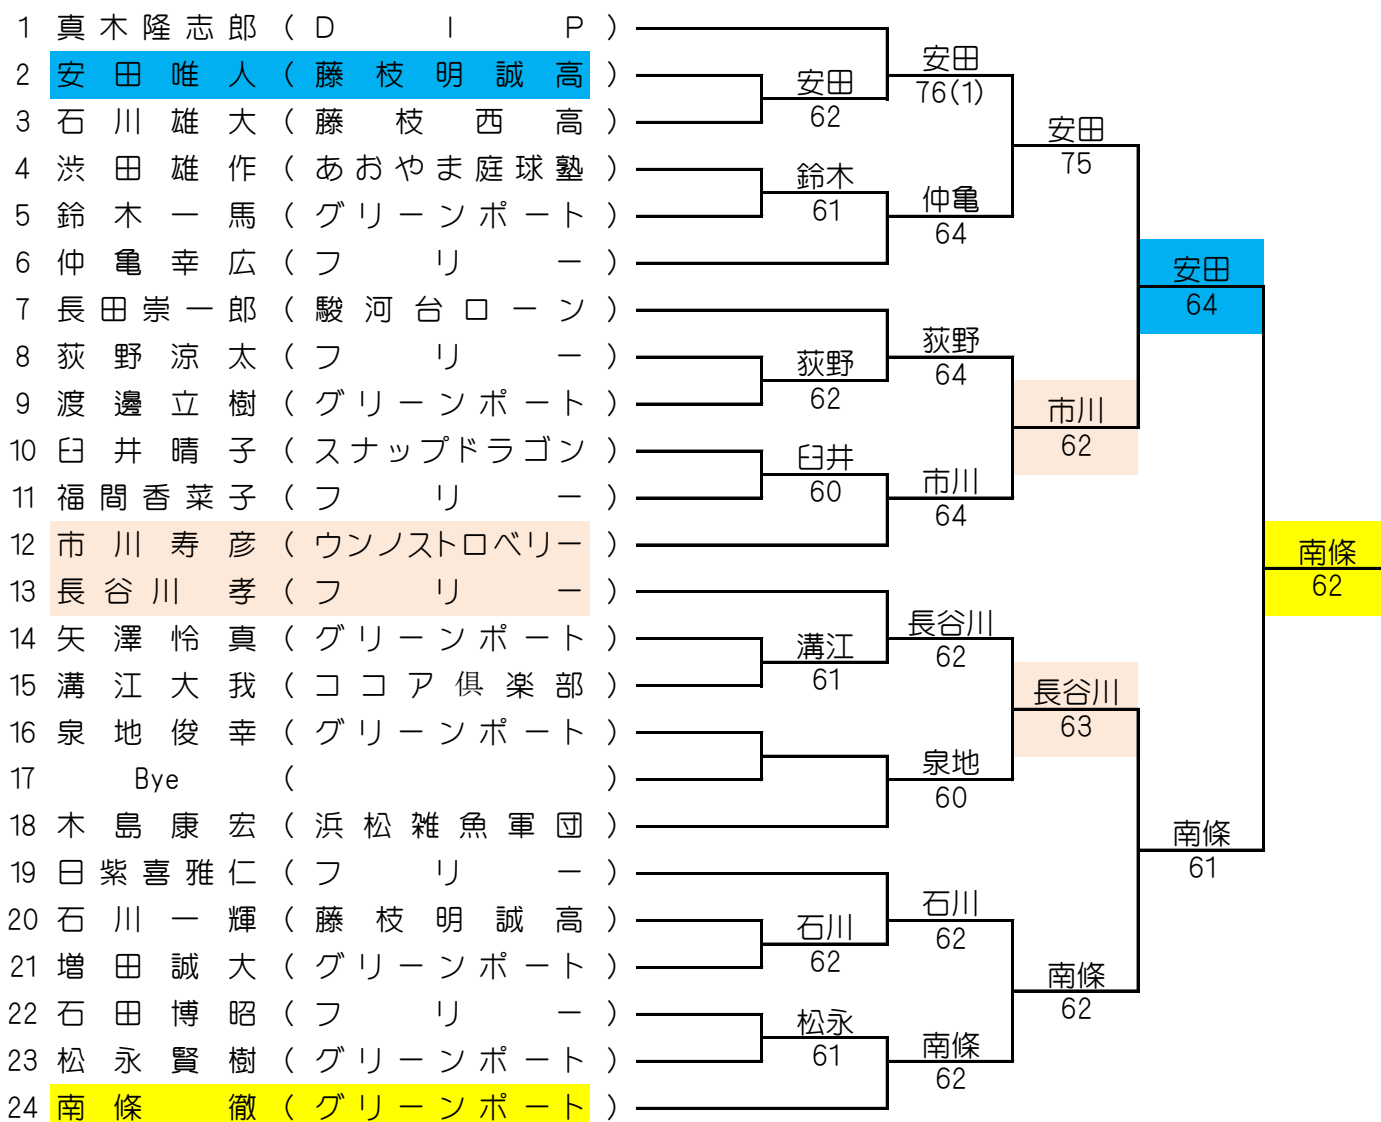 1 真木隆志郎 ( D I P )
2 安田唯人 ( 藤枝明誠高 )
3 石川雄大 ( 藤枝西高 )
4 渋田雄作 ( あおやま庭球塾 )
5 鈴木一馬 ( グリーンポート )
6 仲亀幸広 ( フリー )
7 長田崇一郎 ( 駿河台ローン )
8 荻野涼太 ( フリー )
9 渡邊立樹 ( グリーンポート )
10 臼井晴子 ( スナップドラゴン )
11 福間香菜子 ( フリー )
12 市川寿彦 ( ウンノストロベリー )
13 長谷川孝 ( フリー )
14 矢澤怜真 ( グリーンポート )
15 溝江大我 ( ココア倶楽部 )
16 泉地俊幸 ( グリーンポート )
17 Bye ( )
18 木島康宏 ( 浜松雑魚軍団 )
19 日紫喜雅仁 ( フリー )
20 石川一輝 ( 藤枝明誠高 )
21 増田誠大 ( グリーンポート )
22 石田博昭 ( フリー )
23 松永賢樹 ( グリーンポート )
24 南條徹 ( グリーンポート )
安田
62
鈴木
61
荻野
62
臼井
60
溝江
61
石川
62
松永
61
安田
76(1)
仲亀
64
荻野
64
市川
64
長谷川
62
泉地
60
石川
62
南條
62
安田
75
市川
62
長谷川
63
南條
62
安田
64
南條
61
南條
62